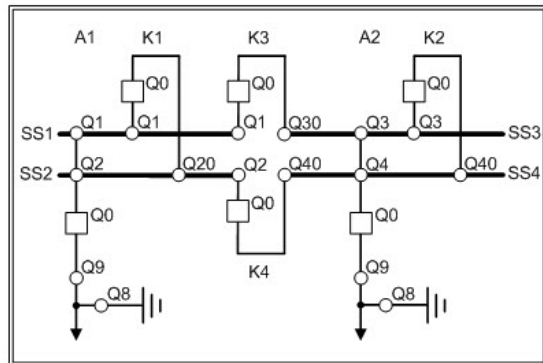 A1 K1 K3 A2 K2
Q0 Q0 Q0
SS1 Q1 Q1 Q1 Q30 Q3 Q3 SS3
SS2 Q2 Q20 Q2 Q40 Q4 Q40 SS4
Q0 Q0 Q0
Q9 K4 Q9
Q8 Q8